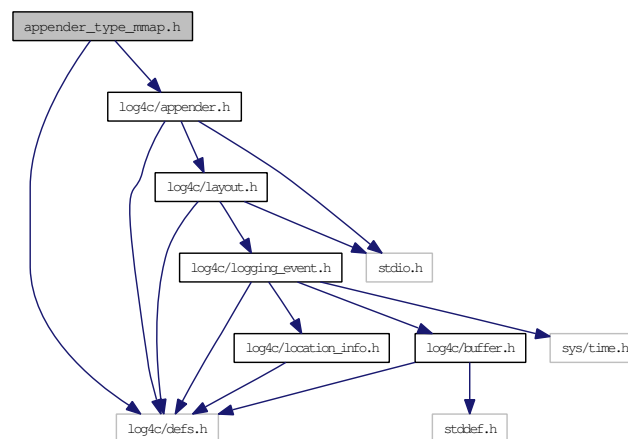 appender_type_mmap.h
log4c/appender.h
log4c/layout.h
log4c/logging_event.h
stdio.h
log4c/location_info.h
log4c/buffer.h
sys/time.h
log4c/defs.h
stddef.h